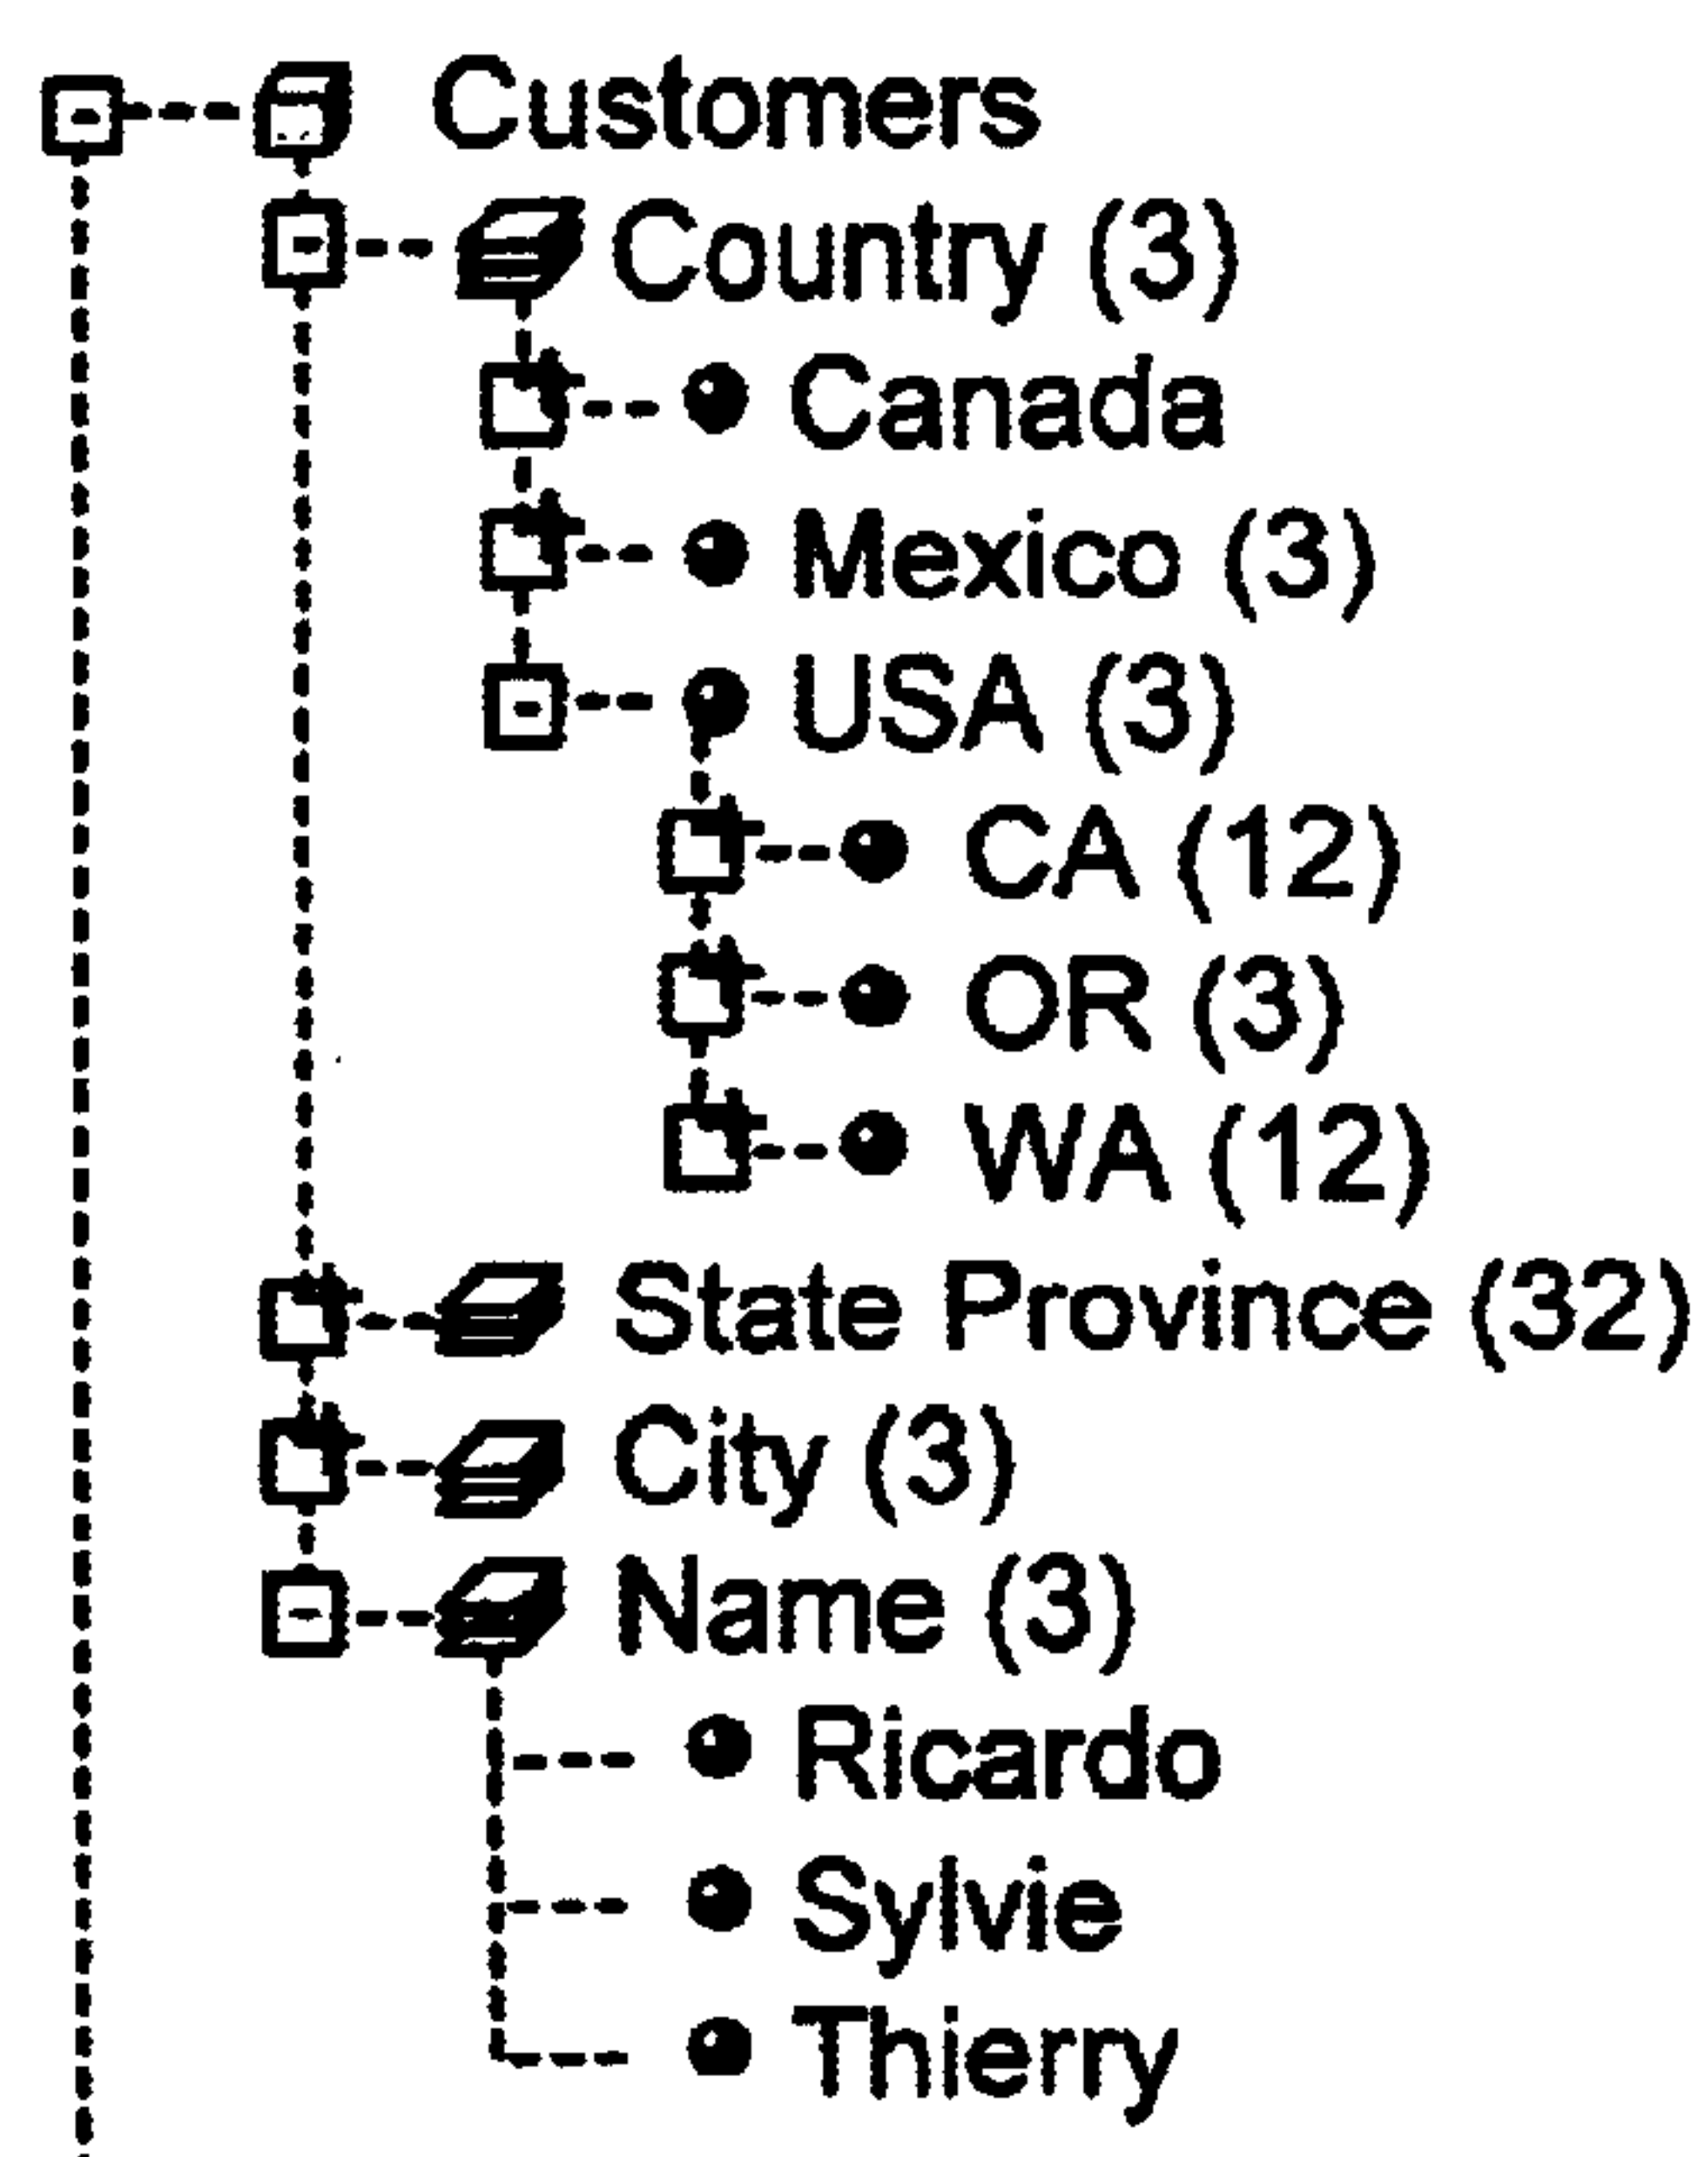 Customers
Country (3)
Canada
Mexico (3)
USA (3)
CA (12)
OR (3)
WA (12)
State Province (32)
City (3)
Name (3)
Ricardo
Sylvie
Thierry